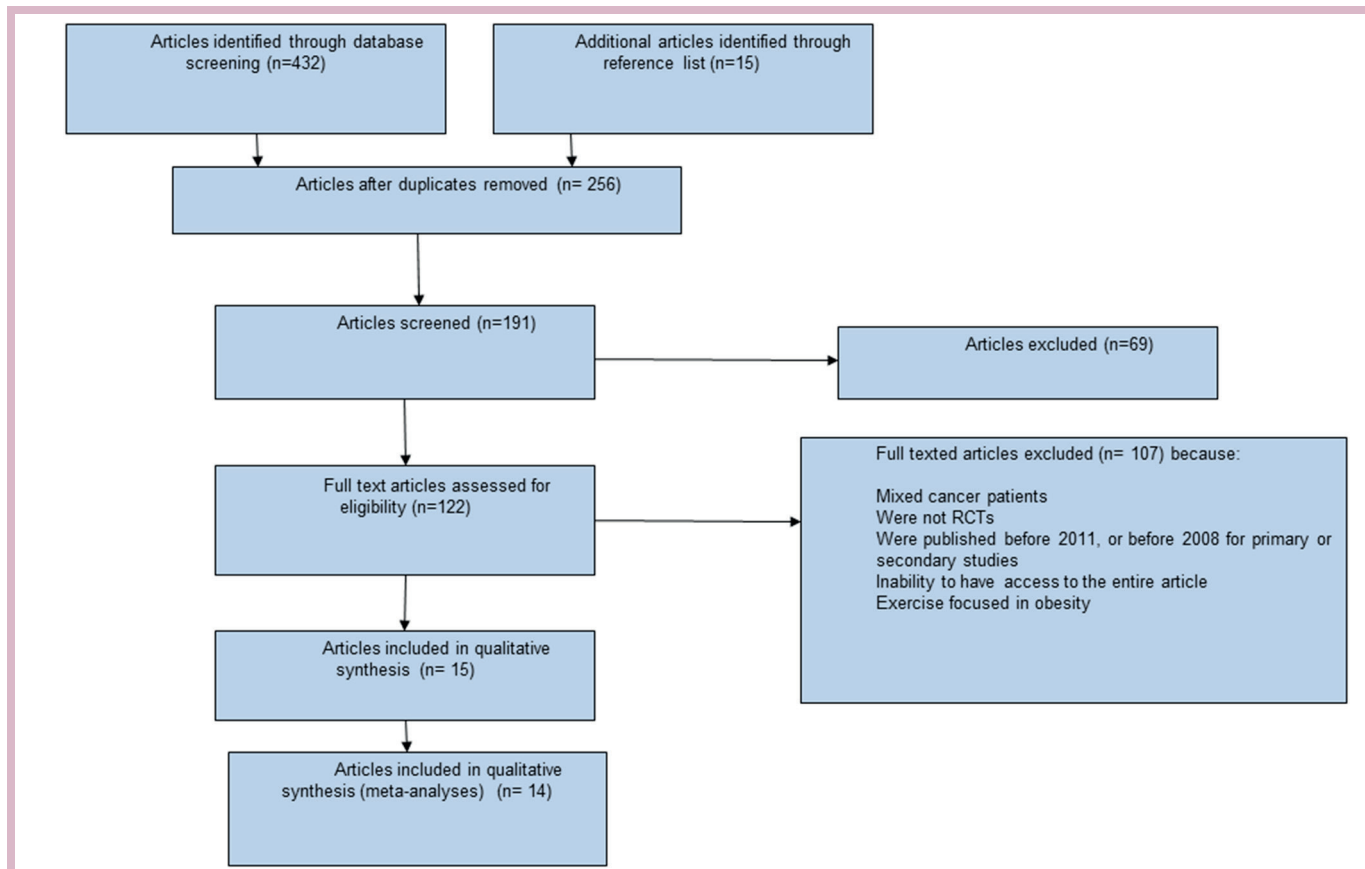 Articles identified through database
screening (n=432)
Additional articles identified through
reference list (n=15)
Articles after duplicates removed (n= 256)
Articles screened (n=191)
Articles excluded (n=69)
Full text articles assessed for
eligibility (n=122)
Full texted articles excluded (n= 107) because:
Mixed cancer patients
Were not RCTs
Were published before 2011, or before 2008 for primary or
secondary studies
Inability to have access to the entire article
Exercise focused in obesity
Articles included in qualitative
synthesis (n= 15)
Articles included in qualitative
synthesis (meta-analyses) (n= 14)